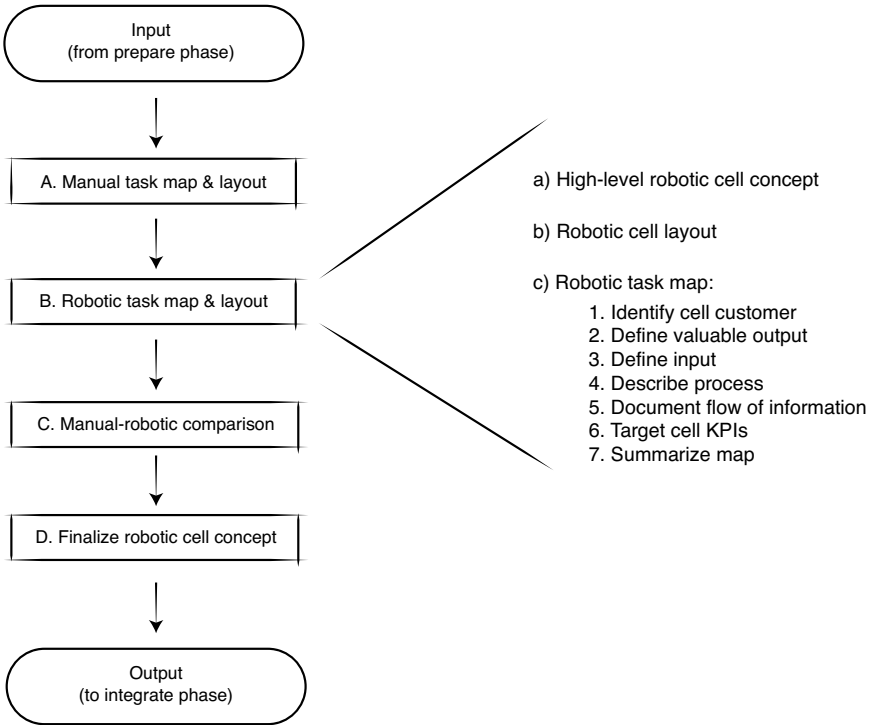 Input
(from prepare phase)
A. Manual task map & layout
B. Robotic task map & layout
C. Manual-robotic comparison
D. Finalize robotic cell concept
Output
(to integrate phase)
a) High-level robotic cell concept
b) Robotic cell layout
c) Robotic task map:
1. Identify cell customer
2. Define valuable output
3. Define input
4. Describe process
5. Document flow of information
6. Target cell KPIs
7. Summarize map